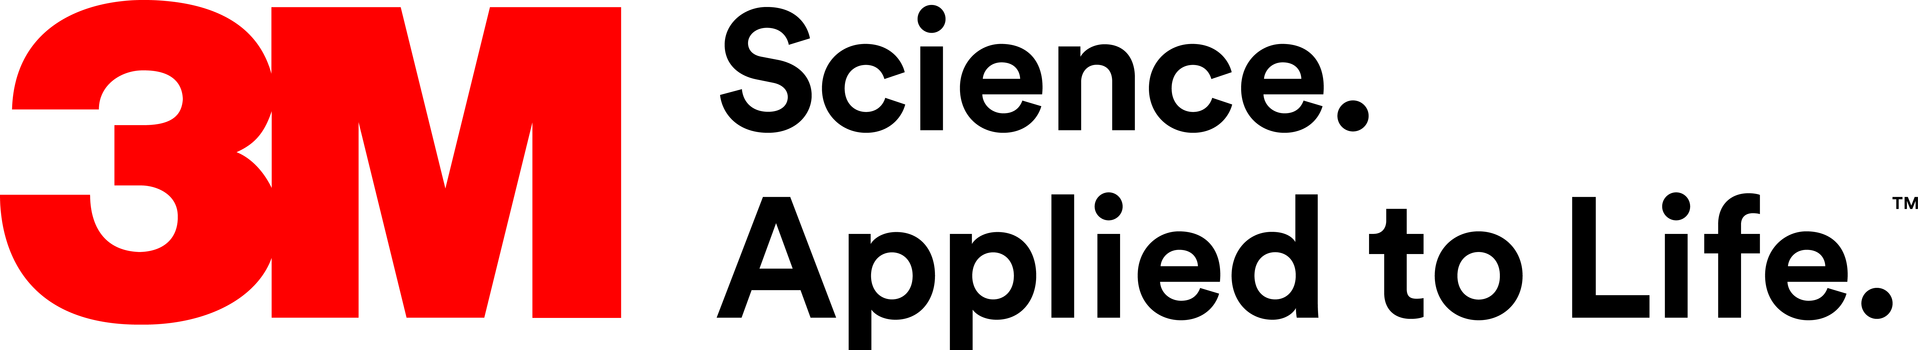 3M
Science.
Applied to Life.™